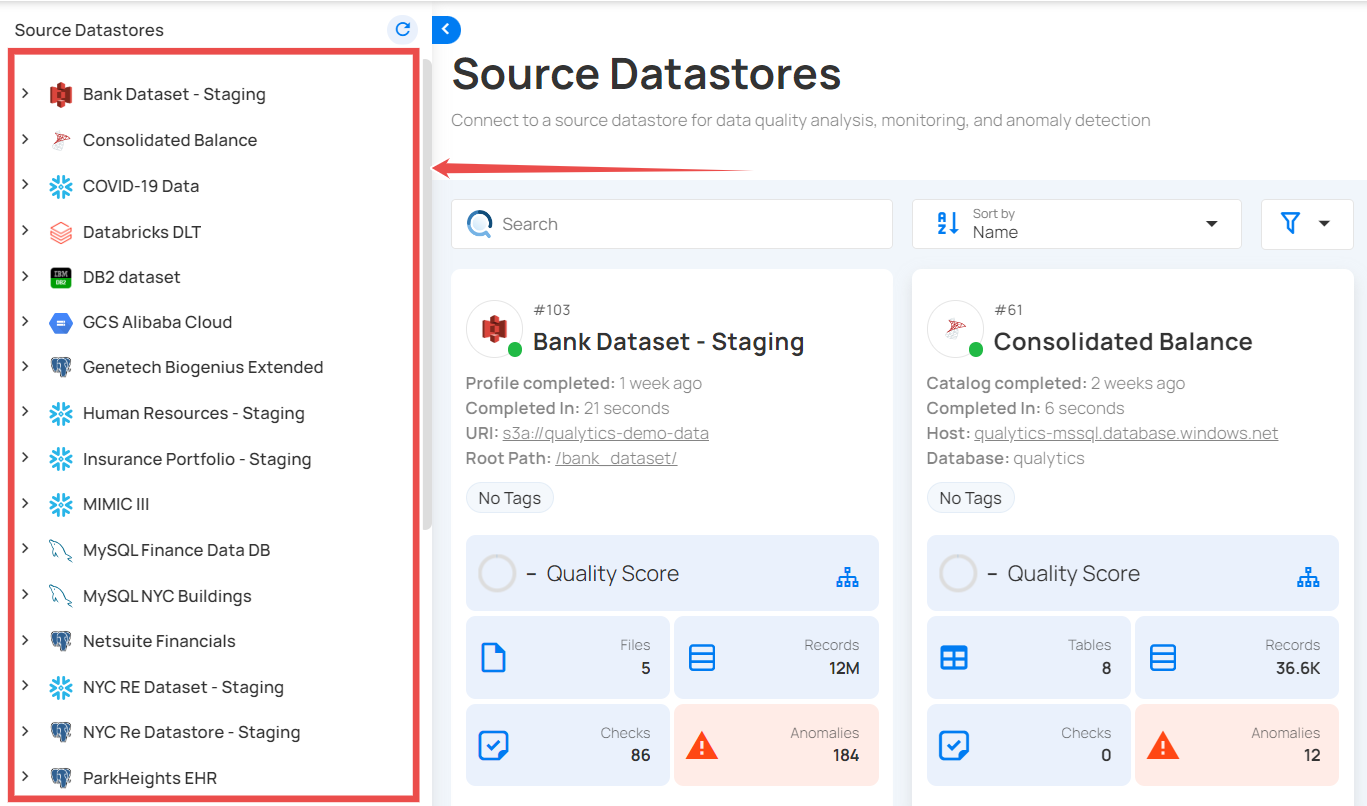 Source Datastores
Bank Dataset - Staging
Consolidated Balance
COVID-19 Data
Databricks DLT
IBM
DB2
DB2 dataset
GCS Alibaba Cloud
Genetech Biogenius Extended
Human Resources - Staging
Insurance Portfolio - Staging
MIMIC III
MySQL Finance Data DB
MySQL NYC Buildings
Netsuite Financials
NYC RE Dataset - Staging
NYC Re Datastore - Staging
ParkHeights EHR
Source Datastores
Connect to a source datastore for data quality analysis, monitoring, and anomaly detection
Search
A
Z
Sort by
Name
#103
Bank Dataset - Staging
Profile completed: 1 week ago
Completed In: 21 seconds
URI: s3a://qualytics-demo-data
Root Path: /bank_dataset/
No Tags
– Quality Score
Files
5
Records
12M
Checks
86
Anomalies
184
#61
Consolidated Balance
Catalog completed: 2 weeks ago
Completed In: 6 seconds
Host: qualytics-mssql.database.windows.net
Database: qualytics
No Tags
– Quality Score
Tables
8
Records
36.6K
Checks
0
Anomalies
12